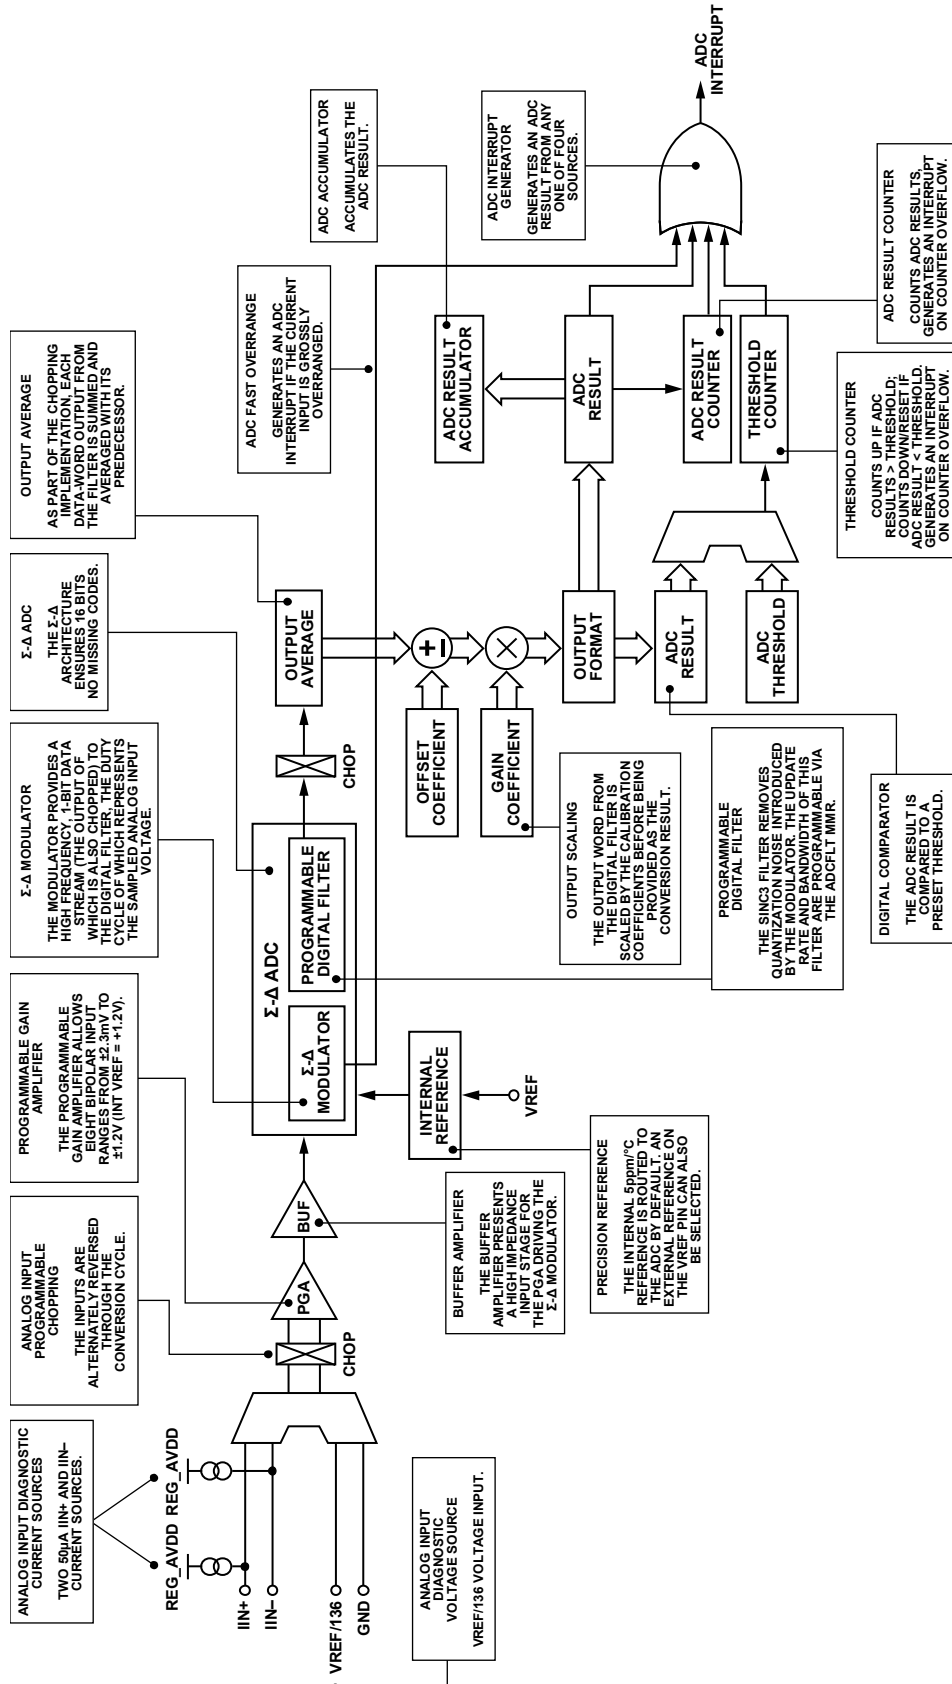 ANALOG INPUT DIAGNOSTIC
CURRENT SOURCES
TWO 50µA IIN+ AND IIN–
CURRENT SOURCES.
ANALOG INPUT
PROGRAMMABLE
CHOPPING
THE INPUTS ARE
ALTERNATELY REVERSED
THROUGH THE
CONVERSION CYCLE.
PROGRAMMABLE GAIN
AMPLIFIER
THE PROGRAMMABLE
GAIN AMPLIFIER ALLOWS
EIGHT BIPOLAR INPUT
RANGES FROM ±2.3mV TO
±1.2V (INT VREF = +1.2V).
Σ-Δ MODULATOR
THE MODULATOR PROVIDES A
HIGH FREQUENCY, 1-BIT DATA
STREAM (THE OUTPUT OF
WHICH IS ALSO CHOPPED) TO
THE DIGITAL FILTER, THE DUTY
CYCLE OF WHICH REPRESENTS
THE SAMPLED ANALOG INPUT
VOLTAGE.
Σ-Δ ADC
THE Σ-Δ
ARCHITECTURE
ENSURES 16 BITS
NO MISSING CODES.
OUTPUT AVERAGE
AS PART OF THE CHOPPING
IMPLEMENTATION, EACH
DATA-WORD OUTPUT FROM
THE FILTER IS SUMMED AND
AVERAGED WITH ITS
PREDECESSOR.
ADC FAST OVERRANGE
GENERATES AN ADC
INTERRUPT IF THE CURRENT
INPUT IS GROSSLY
OVERRANGED.
ADC ACCUMULATOR
ACCUMULATES THE
ADC RESULT.
ADC INTERRUPT
GENERATOR
GENERATES AN ADC
RESULT FROM ANY
ONE OF FOUR
SOURCES.
REG_AVDD
REG_AVDD
IIN+
IIN–
VREF/136
GND
CHOP
PGA
BUF
Σ-Δ ADC
Σ-Δ
MODULATOR
PROGRAMMABLE
DIGITAL FILTER
CHOP
OUTPUT
AVERAGE
INTERNAL
REFERENCE
VREF
OFFSET
COEFFICIENT
+–
GAIN
COEFFICIENT
×
OUTPUT
FORMAT
ADC RESULT
ACCUMULATOR
ADC
RESULT
ADC RESULT
COUNTER
THRESHOLD
COUNTER
ADC
RESULT
ADC
THRESHOLD
ADC
INTERRUPT
ANALOG INPUT
DIAGNOSTIC
VOLTAGE SOURCE
VREF/136 VOLTAGE INPUT.
BUFFER AMPLIFIER
THE BUFFER
AMPLIFIER PRESENTS
A HIGH IMPEDANCE
INPUT STAGE FOR
THE PGA DRIVING THE
Σ-Δ MODULATOR.
PRECISION REFERENCE
THE INTERNAL 5ppm/°C
REFERENCE IS ROUTED TO
THE ADC BY DEFAULT. AN
EXTERNAL REFERENCE ON
THE VREF PIN CAN ALSO
BE SELECTED.
OUTPUT SCALING
THE OUTPUT WORD FROM
THE DIGITAL FILTER IS
SCALED BY THE CALIBRATION
COEFFICIENTS BEFORE BEING
PROVIDED AS THE
CONVERSION RESULT.
PROGRAMMABLE
DIGITAL FILTER
THE SINC3 FILTER REMOVES
QUANTIZATION NOISE INTRODUCED
BY THE MODULATOR. THE UPDATE
RATE AND BANDWIDTH OF THIS
FILTER ARE PROGRAMMABLE VIA
THE ADCFLT MMR.
DIGITAL COMPARATOR
THE ADC RESULT IS
COMPARED TO A
PRESET THRESHOLD.
THRESHOLD COUNTER
COUNTS UP IF ADC
RESULTS > THRESHOLD;
COUNTS DOWN/RESET IF
ADC RESULT < THRESHOLD.
GENERATES AN INTERRUPT
ON COUNTER OVERFLOW.
ADC RESULT COUNTER
COUNTS ADC RESULTS,
GENERATES AN INTERRUPT
ON COUNTER OVERFLOW.